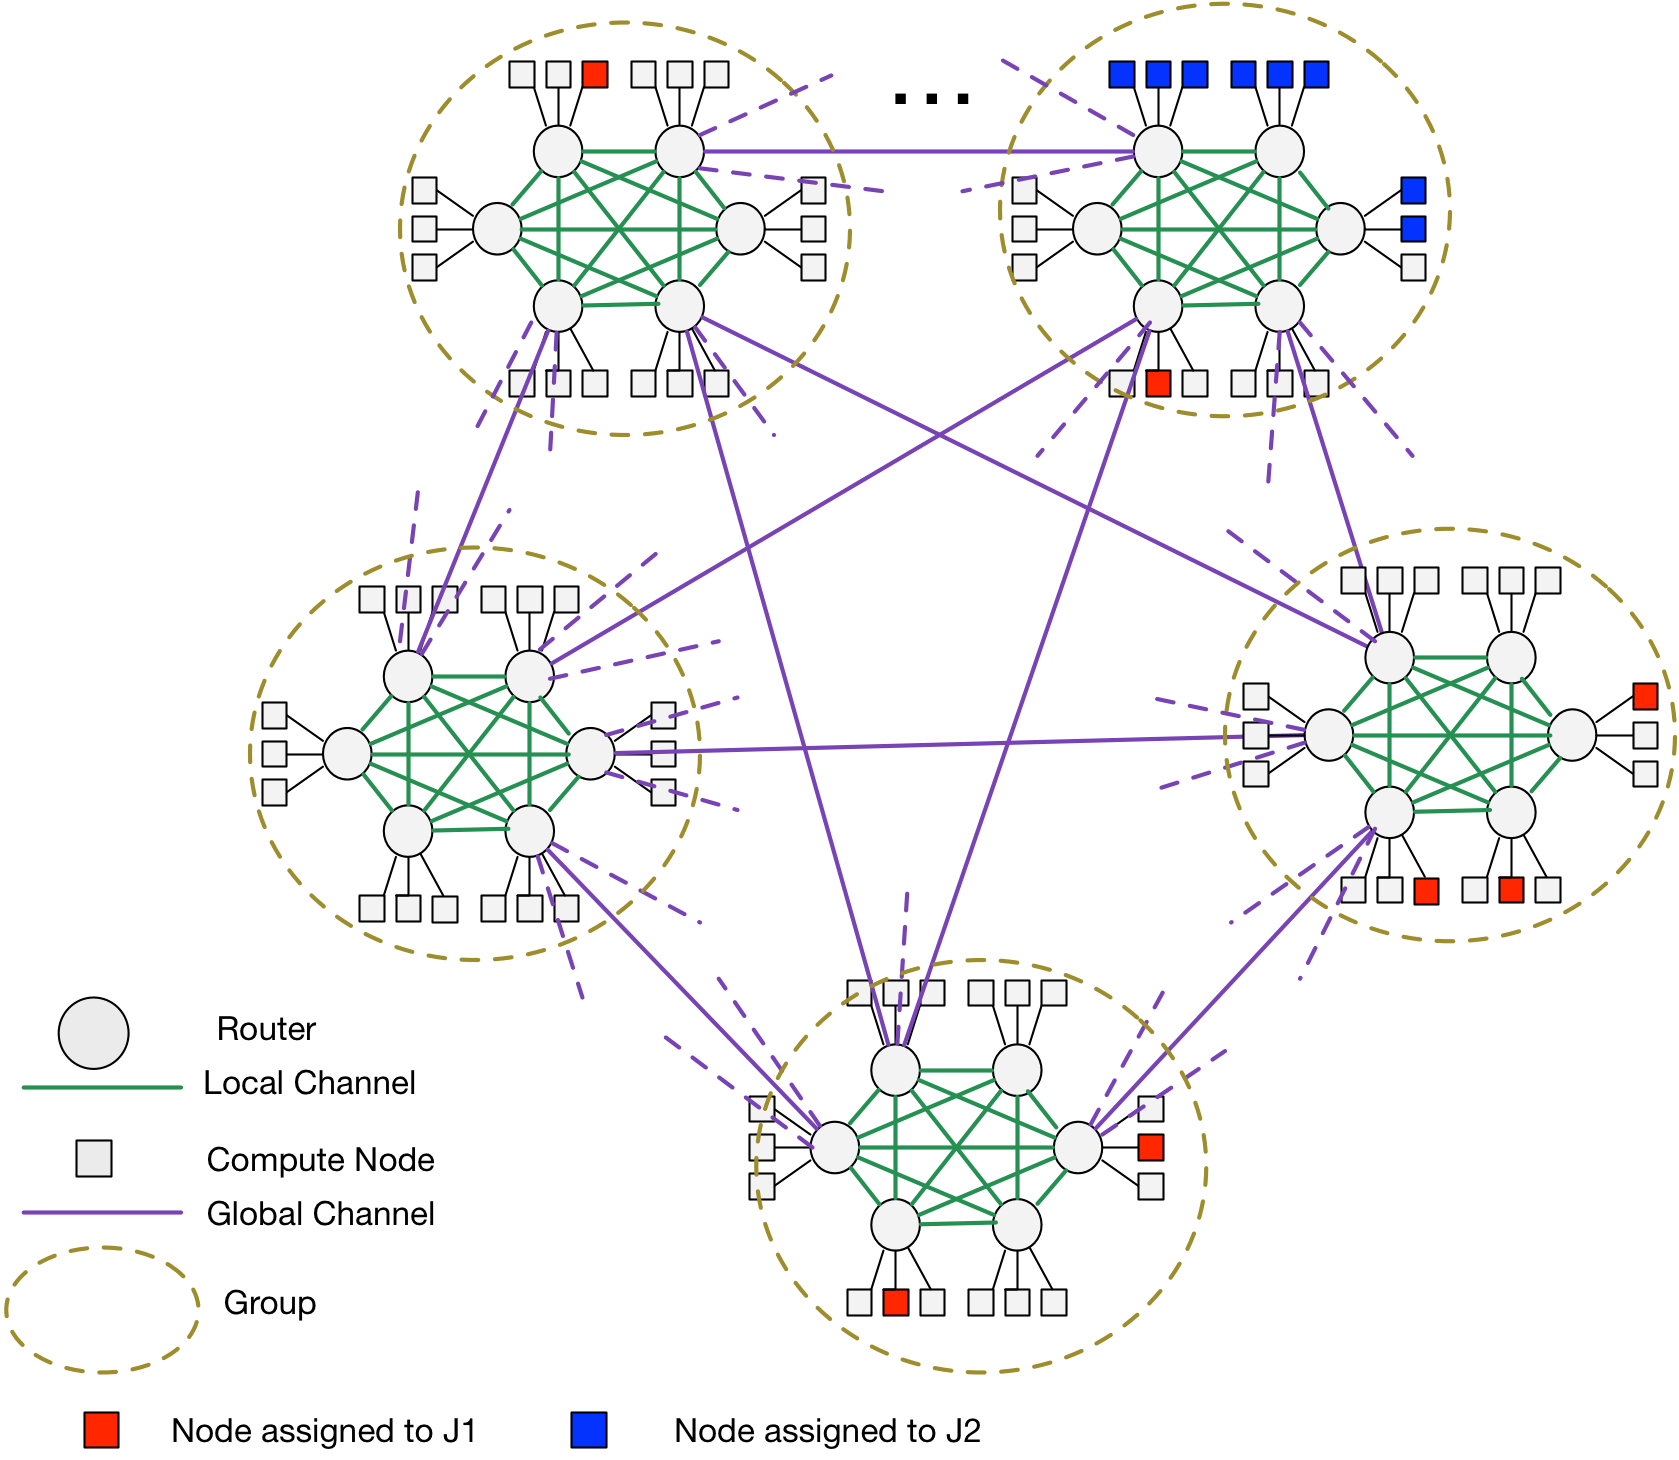 ...
Router
Local Channel
Compute Node
Global Channel
Group
Node assigned to J1
Node assigned to J2